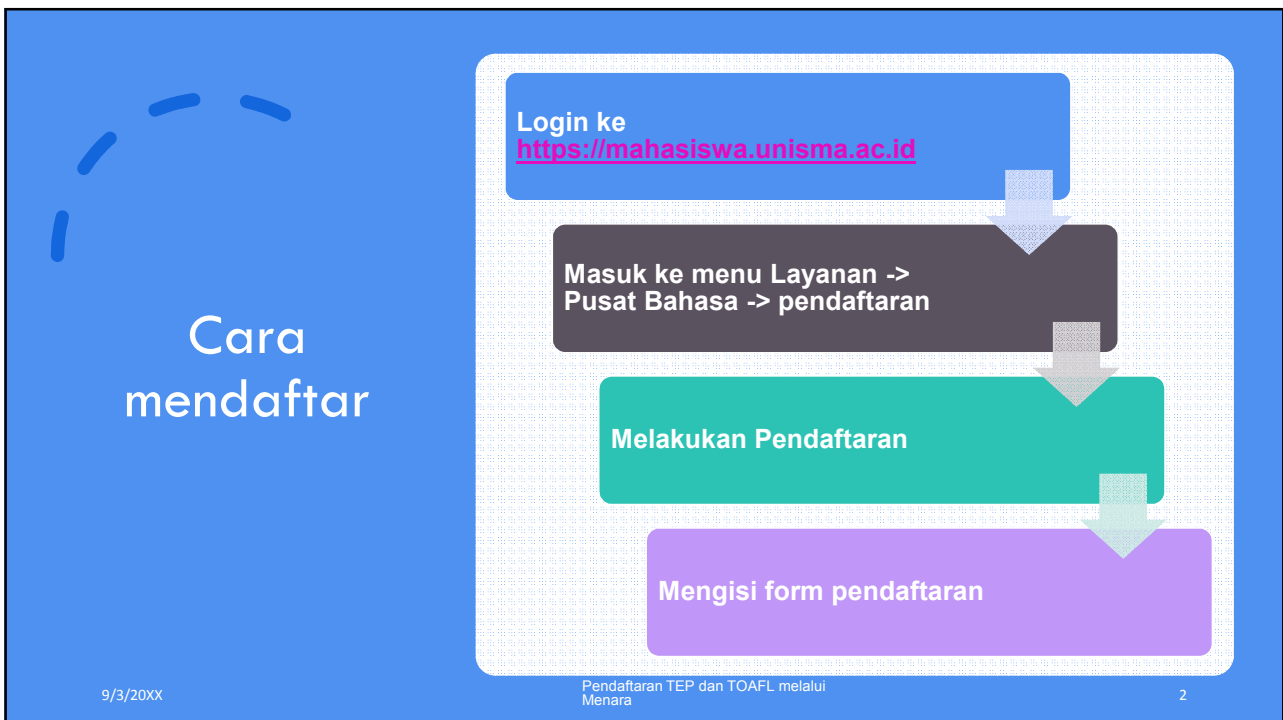 Cara
mendaftar
Login ke
https://mahasiswa.unisma.ac.id
Masuk ke menu Layanan ->
Pusat Bahasa -> pendaftaran
Melakukan Pendaftaran
Mengisi form pendaftaran
9/3/20XX
Pendaftaran TEP dan TOAFL melalui
Menara
2